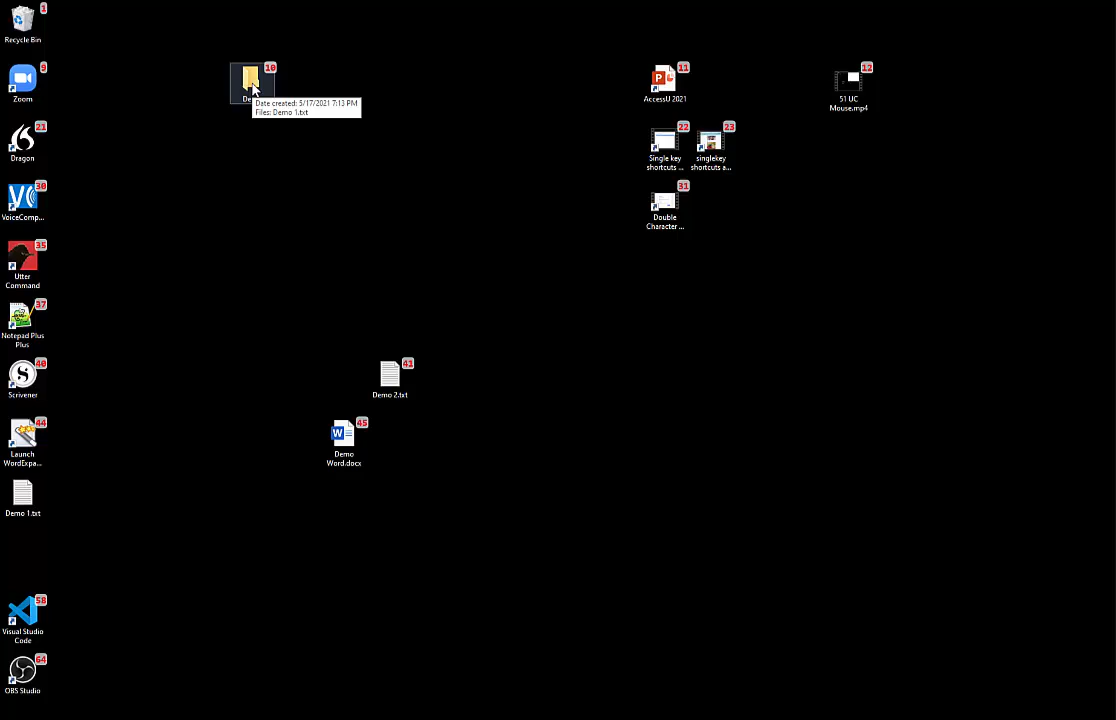 1
Recycle Bin
9
Zoom
10
De
Date created: 5/17/2021 7:13 PM
Files: Demo 1.txt
11
AccessU 2021
12
51 UC
Mouse.mp4
21
Dragon
22
Single key
shortcuts ...
23
singlekey
shortcuts a...
30
VoiceComp...
31
Double
Character ...
35
Utter
Command
37
Notepad Plus
Plus
40
Scrivener
41
Demo 2.txt
44
Launch
WordExpa...
45
Demo
Word.docx
Demo 1.txt
58
Visual Studio
Code
64
OBS Studio